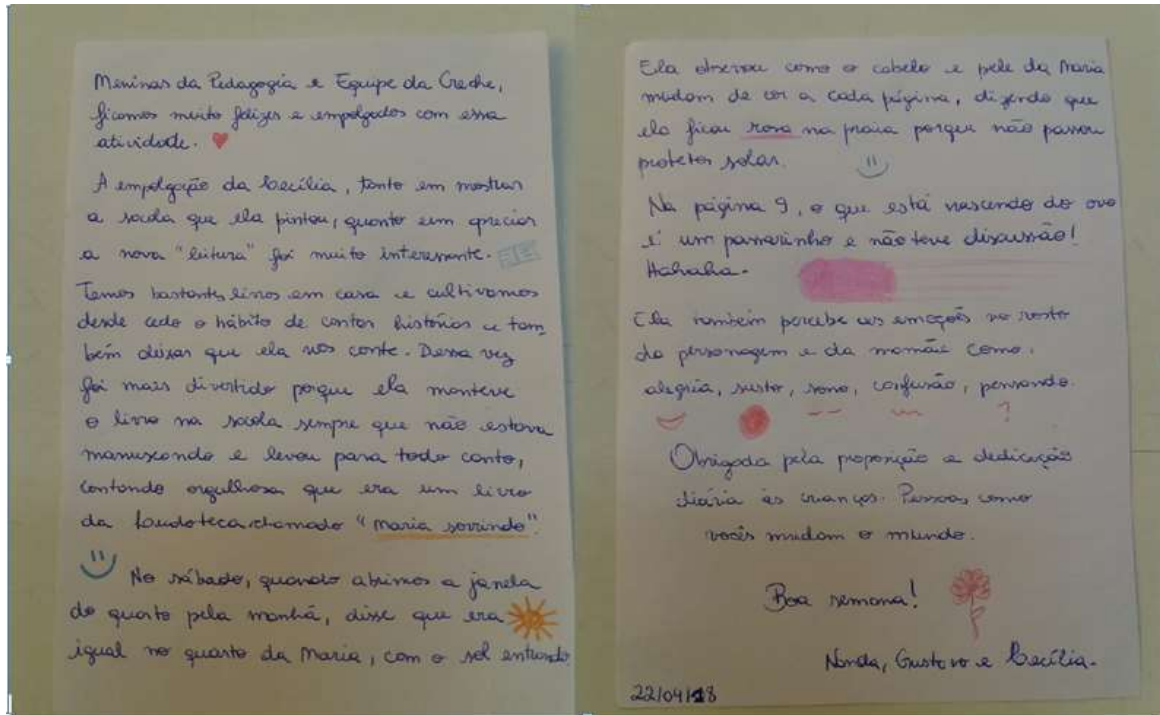 Meninas da Pedagogia e Equipe da Creche,
ficamos muito felizes e empolgados com essa
atividade.
A empolgação da Cecília, tanto em mostrar
a sacola que ela pintou, quanto em apreciar
a nova "leitura" foi muito interessante.
Temos bastantes livros em casa e cultivamos
desde cedo o hábito de contar histórias e tam
bém deixar que ela nos conte. Dessa vez
foi mais divertido porque ela manteve
o livro na sacola sempre que não estava
manuseando e levou para todo canto,
contando orgulhosa que era um livro
da chamado "Maria sorrindo".
No sábado, quando abrimos a janela
do quarto pela manhã, disse que era
igual no quarto da Maria, com o sol entrando
Ela observou como o cabelo e pele da Maria
mudam de cor a cada página, dizendo que
ela ficou rosa na praia porque não passou
protetor solar.
Na página 9, o que está nascendo do ovo
é um passarinho e não teve discussão!
Hahaha.
Ela também percebe as emoções no rosto
da personagem e da mamãe como:
alegria, susto, sono, confusão, pensando.
?
Obrigada pela proposição e dedicação
diária às crianças. Pessoas como
vocês mudam o mundo.
Boa semana!
Nanda, Gustavo e Cecília.
22/04/18